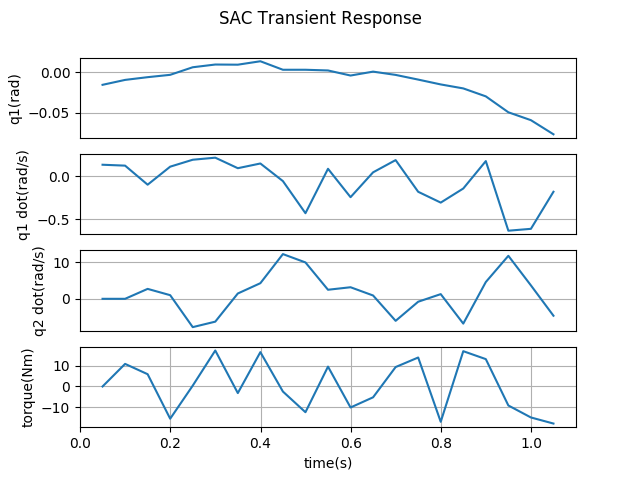 SAC Transient Response
q1(rad)
0.00
−0.05
q1 dot(rad/s)
0.0
−0.5
q2 dot(rad/s)
10
0
torque(Nm)
10
0
−10
0.0 0.2 0.4 0.6 0.8 1.0
time(s)